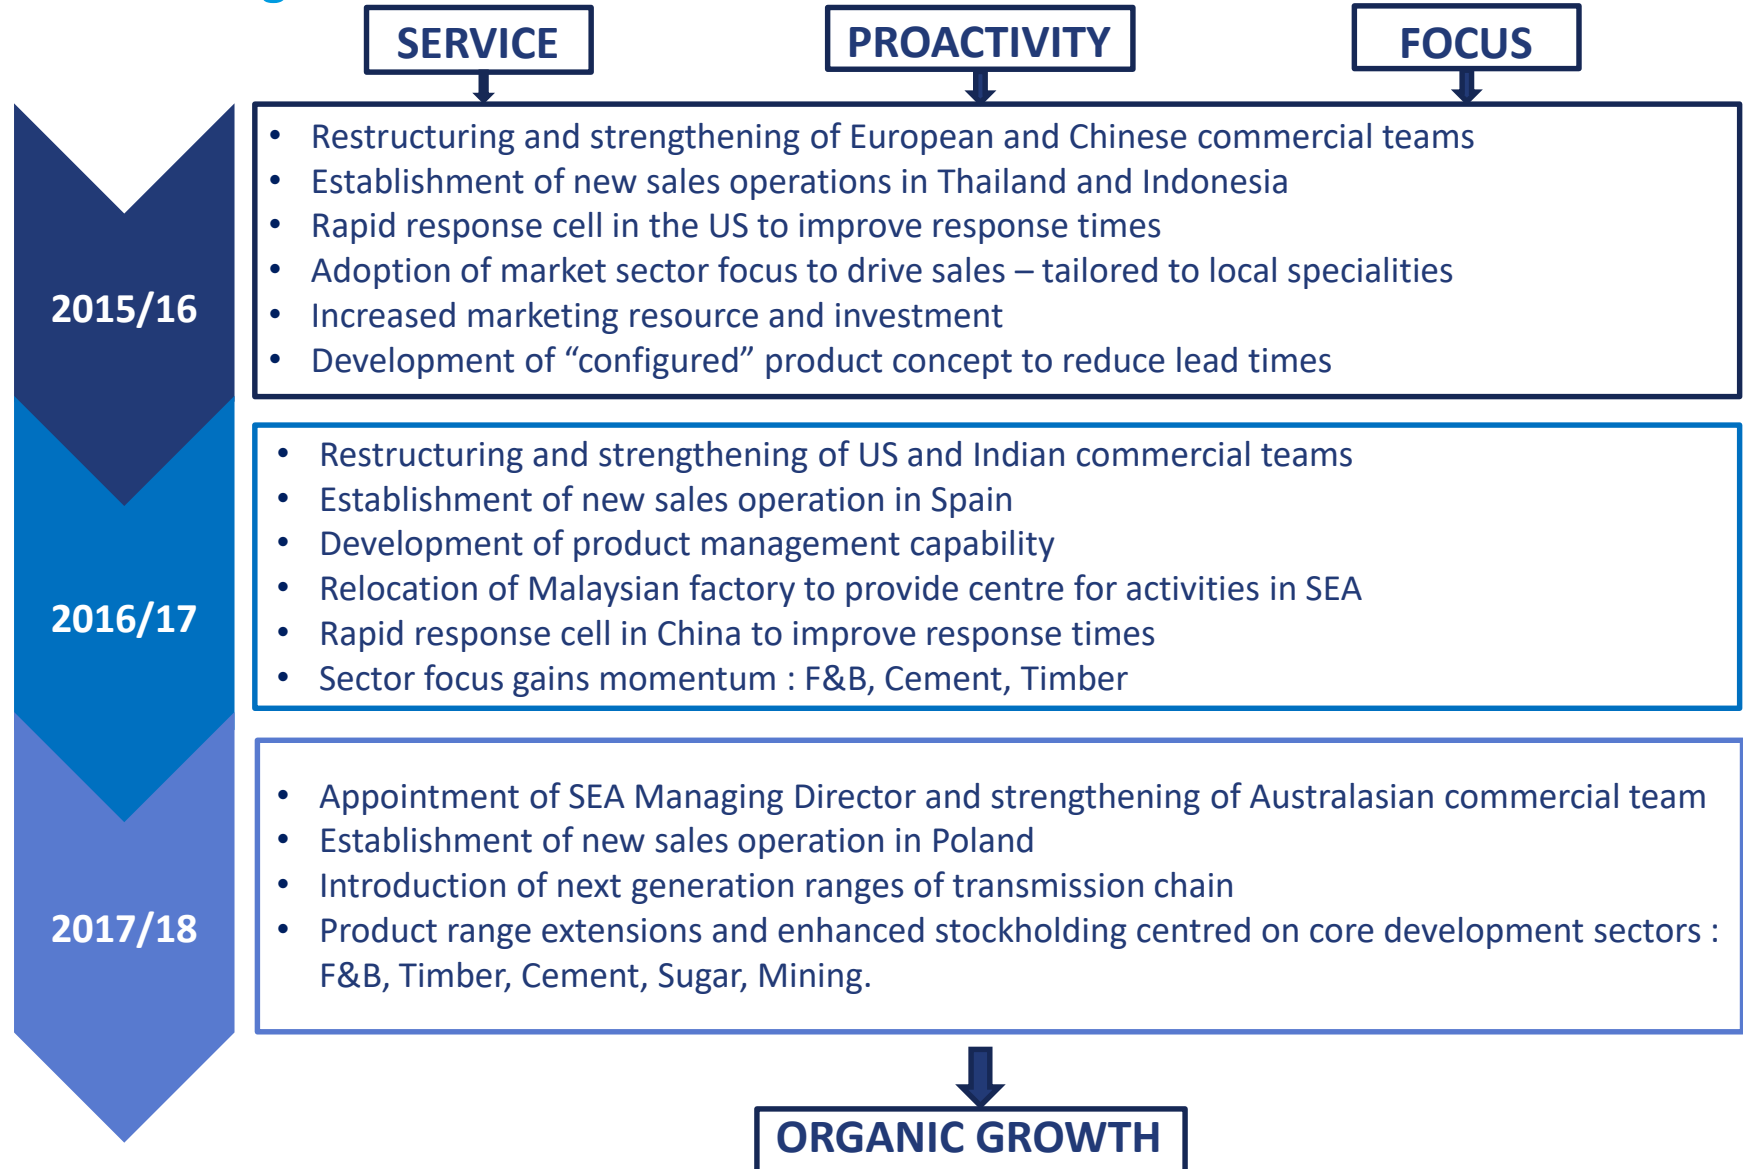 SERVICE
PROACTIVITY
FOCUS
2015/16
• Restructuring and strengthening of European and Chinese commercial teams
• Establishment of new sales operations in Thailand and Indonesia
• Rapid response cell in the US to improve response times
• Adoption of market sector focus to drive sales – tailored to local specialities
• Increased marketing resource and investment
• Development of “configured” product concept to reduce lead times
2016/17
• Restructuring and strengthening of US and Indian commercial teams
• Establishment of new sales operation in Spain
• Development of product management capability
• Relocation of Malaysian factory to provide centre for activities in SEA
• Rapid response cell in China to improve response times
• Sector focus gains momentum : F&B, Cement, Timber
2017/18
• Appointment of SEA Managing Director and strengthening of Australasian commercial team
• Establishment of new sales operation in Poland
• Introduction of next generation ranges of transmission chain
• Product range extensions and enhanced stockholding centred on core development sectors :
F&B, Timber, Cement, Sugar, Mining.
ORGANIC GROWTH